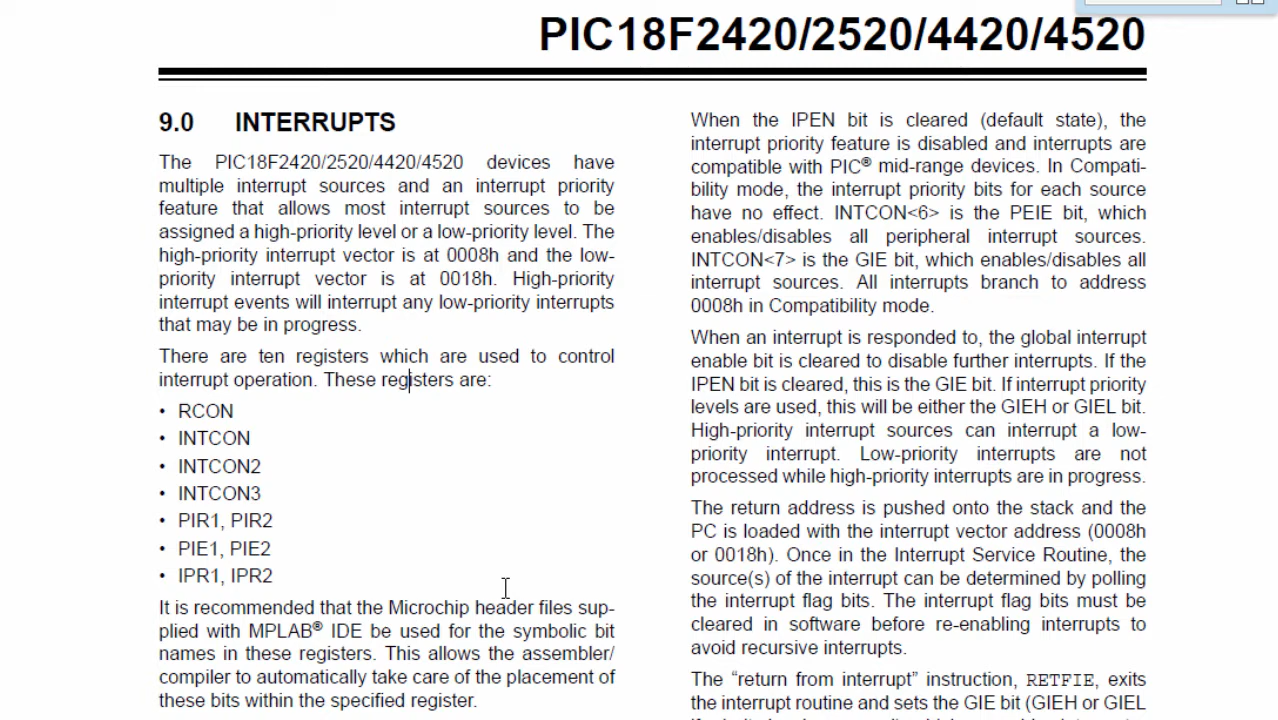 PIC18F2420/2520/4420/4520
9.0 INTERRUPTS
The PIC18F2420/2520/4420/4520 devices have
multiple interrupt sources and an interrupt priority
feature that allows most interrupt sources to be
assigned a high-priority level or a low-priority level. The
high-priority interrupt vector is at 0008h and the low-
priority interrupt vector is at 0018h. High-priority
interrupt events will interrupt any low-priority interrupts
that may be in progress.
There are ten registers which are used to control
interrupt operation. These registers are:
• RCON
• INTCON
• INTCON2
• INTCON3
• PIR1, PIR2
• PIE1, PIE2
• IPR1, IPR2
It is recommended that the Microchip header files sup-
plied with MPLAB® IDE be used for the symbolic bit
names in these registers. This allows the assembler/
compiler to automatically take care of the placement of
these bits within the specified register.
When the IPEN bit is cleared (default state), the
interrupt priority feature is disabled and interrupts are
compatible with PIC® mid-range devices. In Compati-
bility mode, the interrupt priority bits for each source
have no effect. INTCON<6> is the PEIE bit, which
enables/disables all peripheral interrupt sources.
INTCON<7> is the GIE bit, which enables/disables all
interrupt sources. All interrupts branch to address
0008h in Compatibility mode.
When an interrupt is responded to, the global interrupt
enable bit is cleared to disable further interrupts. If the
IPEN bit is cleared, this is the GIE bit. If interrupt priority
levels are used, this will be either the GIEH or GIEL bit.
High-priority interrupt sources can interrupt a low-
priority interrupt. Low-priority interrupts are not
processed while high-priority interrupts are in progress.
The return address is pushed onto the stack and the
PC is loaded with the interrupt vector address (0008h
or 0018h). Once in the Interrupt Service Routine, the
source(s) of the interrupt can be determined by polling
the interrupt flag bits. The interrupt flag bits must be
cleared in software before re-enabling interrupts to
avoid recursive interrupts.
The “return from interrupt” instruction, RETFIE, exits
the interrupt routine and sets the GIE bit (GIEH or GIEL